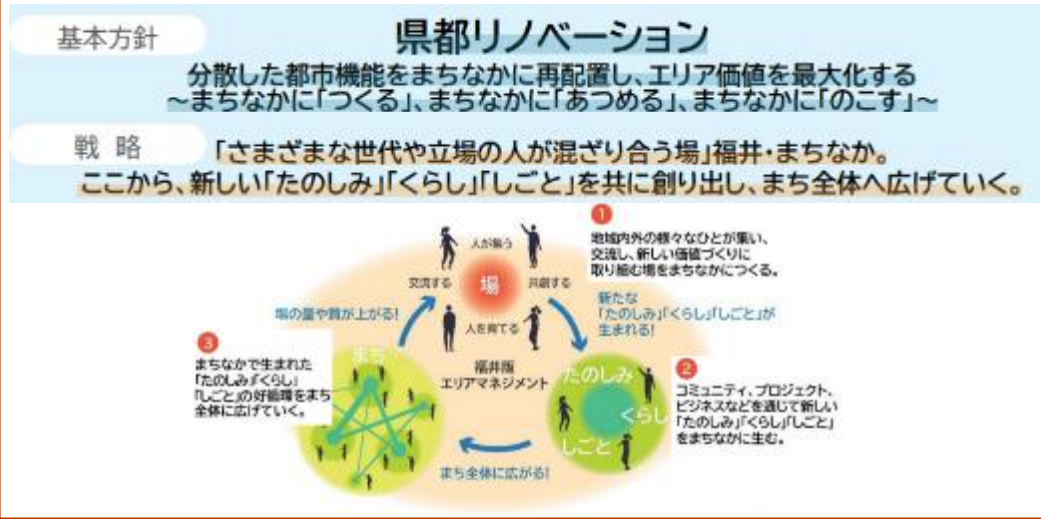 基本方針
県都リノベーション
分散した都市機能をまちなかに再配置し、エリア価値を最大化する
～まちなかに「つくる」、まちなかに「あつめる」、まちなかに「のこす」～
戦 略
「さまざまな世代や立場の人が混ざり合う場」福井・まちなか。
ここから、新しい「たのしみ」「くらし」「しごと」を共に創り出し、まち全体へ広げていく。
1
地域内外の様々なひとが集い、
交流し、新しい価値づくりに
取り組む場をまちなかにつくる。
人が集う
交流する
場
共創する
人を育てる
場の量や質が上がる!
新たな
「たのしみ」「くらし」「しごと」が
生まれる!
福井版
エリアマネジメント
3
まちなかで生まれた
「たのしみ」「くらし」
「しごと」の好循環をまち
全体に広げていく。
まち
たのしみ
くらし
しごと
2
コミュニティ、プロジェクト、
ビジネスなどを通じて新しい
「たのしみ」「くらし」「しごと」
をまちなかに生む。
まち全体に広がる!